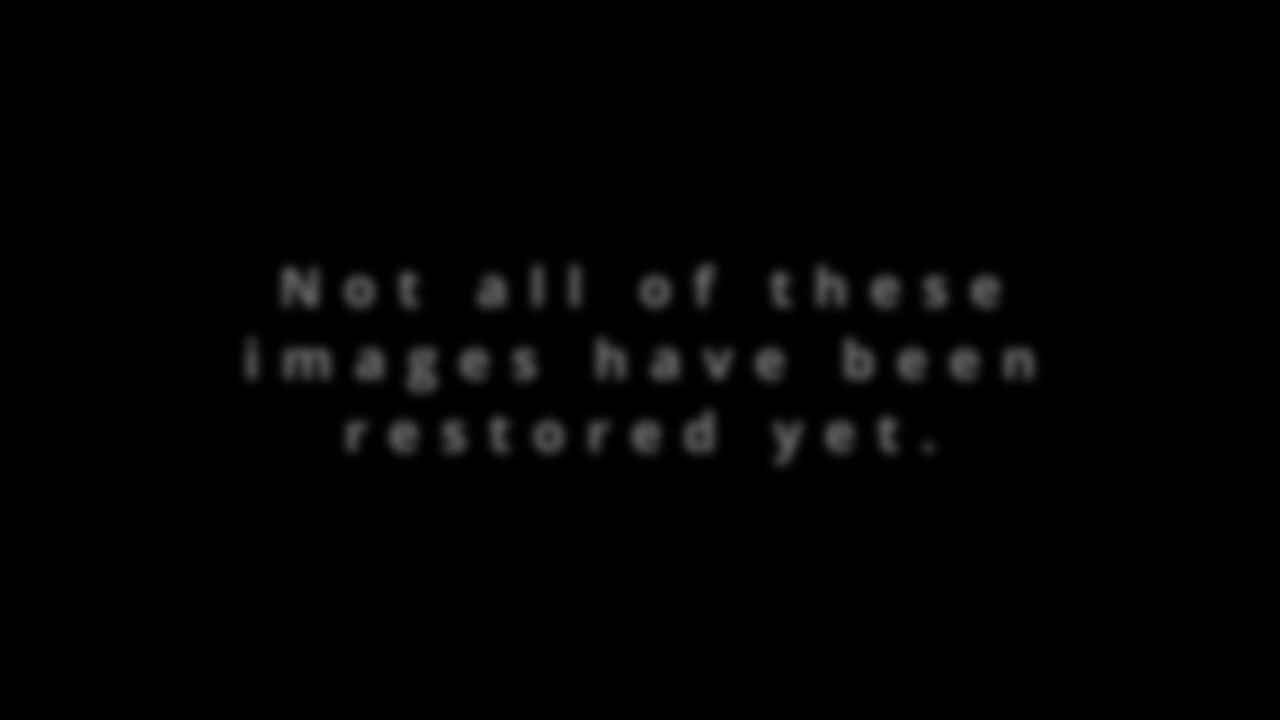 Not all of these
images have been
restored yet.